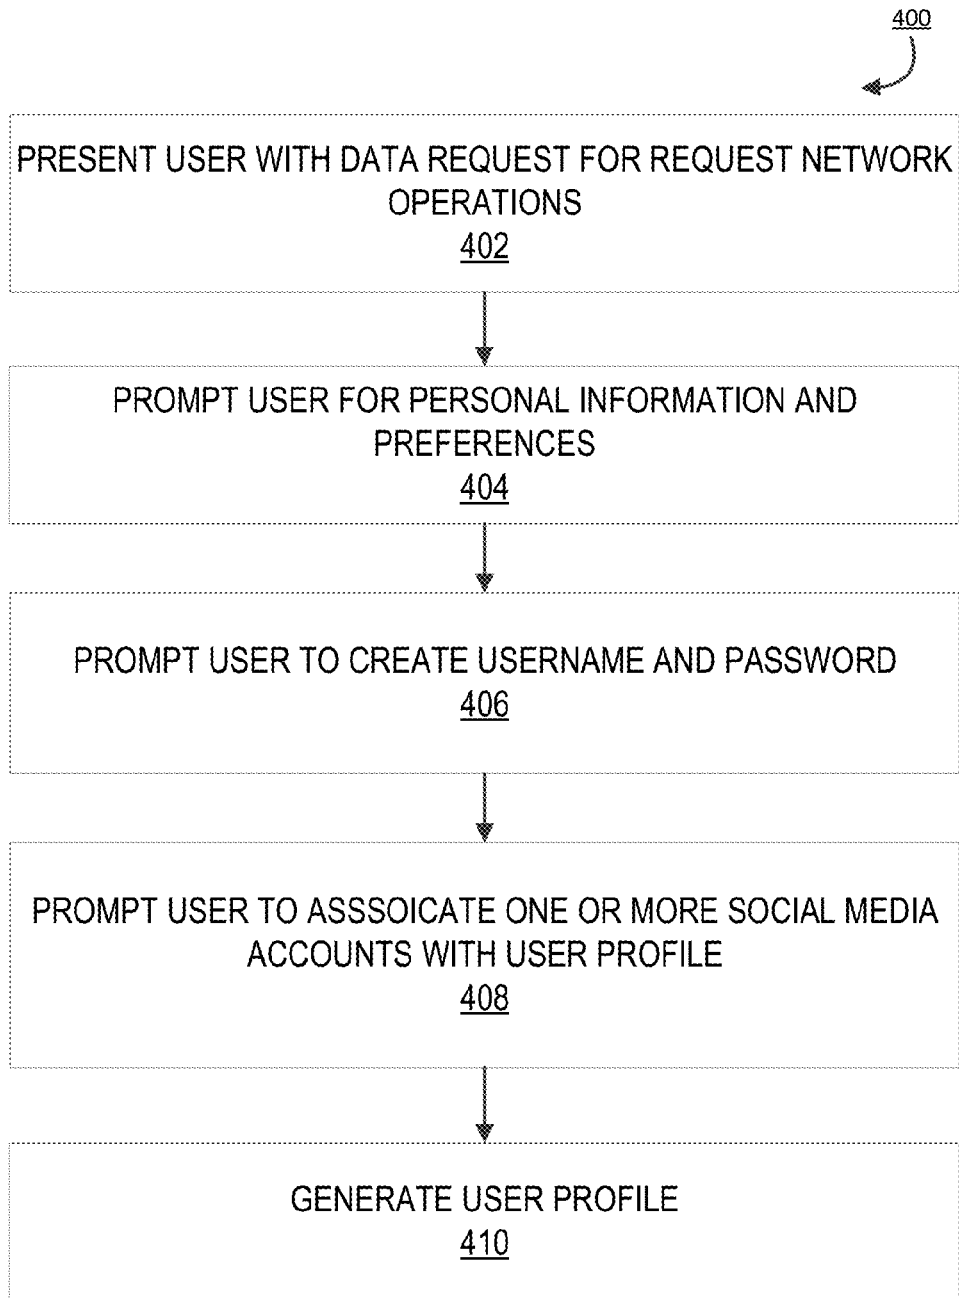 400
PRESENT USER WITH DATA REQUEST FOR REQUEST NETWORK
OPERATIONS
402
PROMPT USER FOR PERSONAL INFORMATION AND
PREFERENCES
404
PROMPT USER TO CREATE USERNAME AND PASSWORD
406
PROMPT USER TO ASSSOICATE ONE OR MORE SOCIAL MEDIA
ACCOUNTS WITH USER PROFILE
408
GENERATE USER PROFILE
410